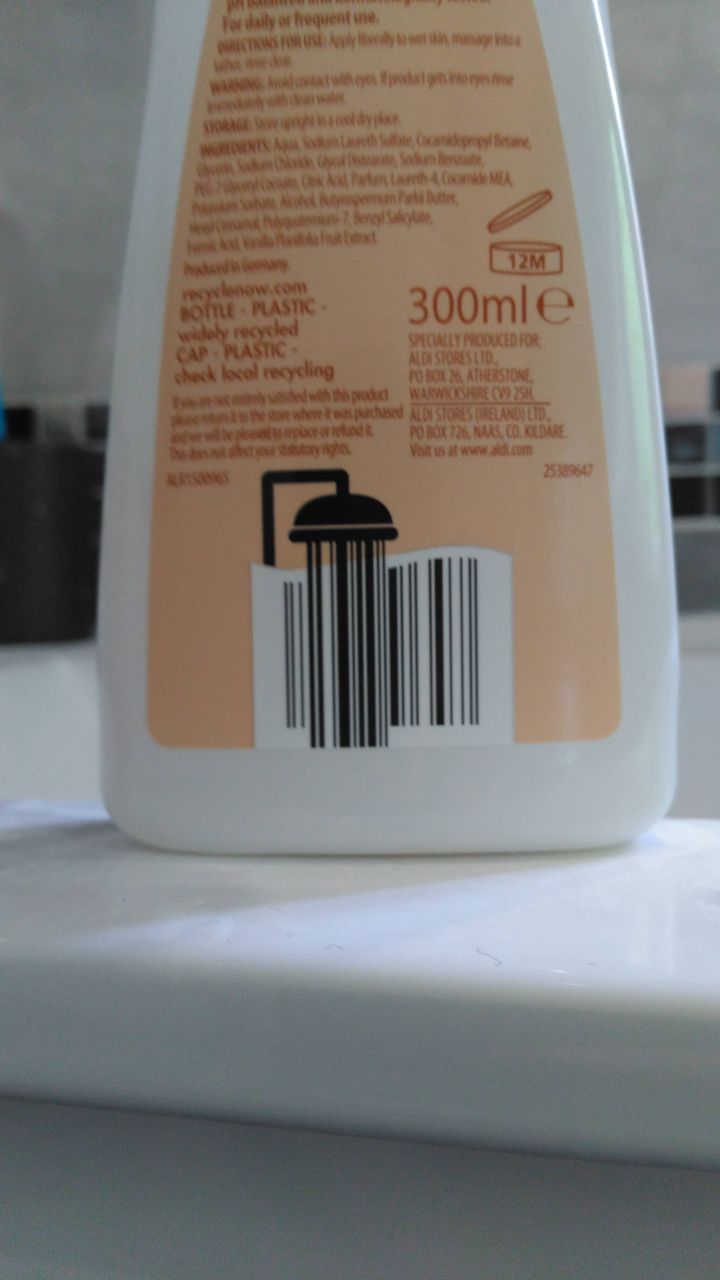 pH balanced and dermatologically tested.
For daily or frequent use.
DIRECTIONS FOR USE: Apply liberally to wet skin, massage into a
lather, rinse clear.
WARNING: Avoid contact with eyes. If product gets into eyes rinse
immediately with clean water.
STORAGE: Store upright in a cool dry place.
INGREDIENTS: Aqua, Sodium Laureth Sulfate, Cocamidopropyl Betaine,
Glycerin, Sodium Chloride, Glycol Distearate, Sodium Benzoate,
PEG-7 Glyceryl Cocoate, Citric Acid, Parfum, Laureth-4, Cocamide MEA,
Potassium Sorbate, Alcohol, Butyrospermum Parkii Butter,
Hexyl Cinnamal, Polyquaternium-7, Benzyl Salicylate,
Formic Acid, Vanilla Planifolia Fruit Extract.
Produced in Germany.
12M
recyclenow.com
BOTTLE - PLASTIC -
widely recycled
CAP - PLASTIC -
check local recycling
If you are not entirely satisfied with this product
please return it to the store where it was purchased
and we will be pleased to replace or refund it.
This does not affect your statutory rights.
300ml e
SPECIALLY PRODUCED FOR:
ALDI STORES LTD.,
PO BOX 26, ATHERSTONE,
WARWICKSHIRE CV9 2SH.
ALDI STORES (IRELAND) LTD.,
PO BOX 726, NAAS, CO. KILDARE.
Visit us at www.aldi.com
25389647